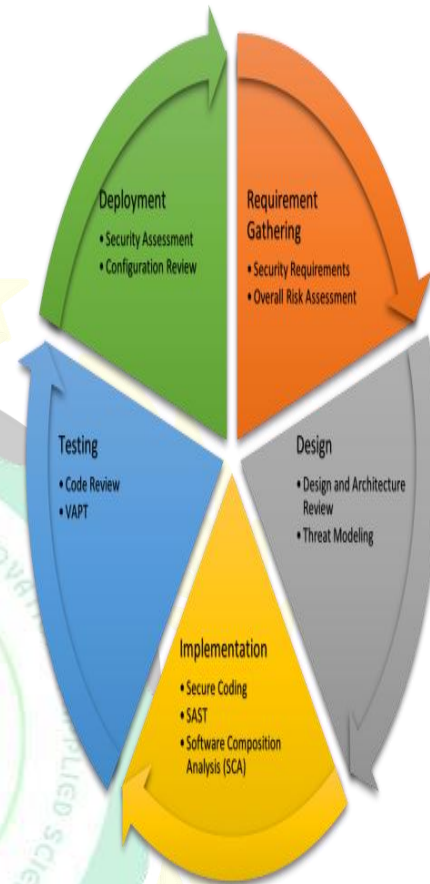 Requirement
Gathering
• Security Requirements
• Overall Risk Assessment
Design
• Design and Architecture
Review
• Threat Modeling
Implementation
• Secure Coding
• SAST
• Software Composition
Analysis (SCA)
Testing
• Code Review
• VAPT
Deployment
• Security Assessment
• Configuration Review